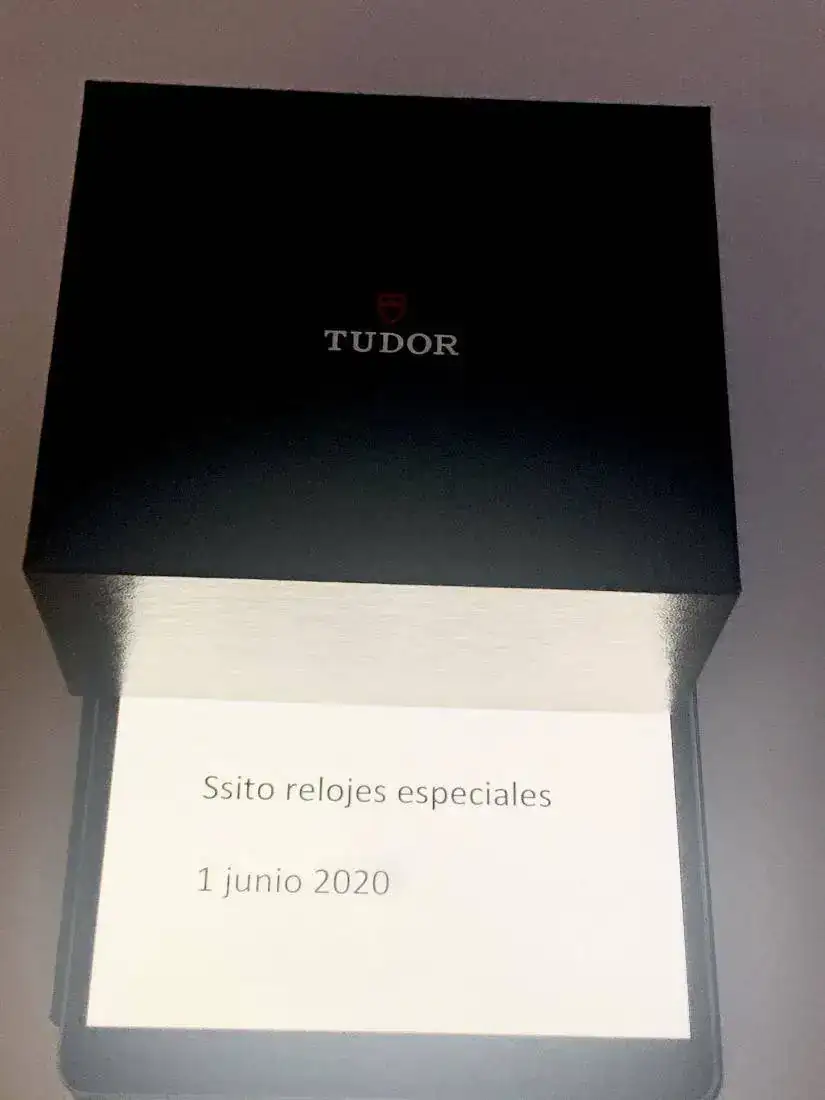 TUDOR
Ssito relojes especiales
1 junio 2020